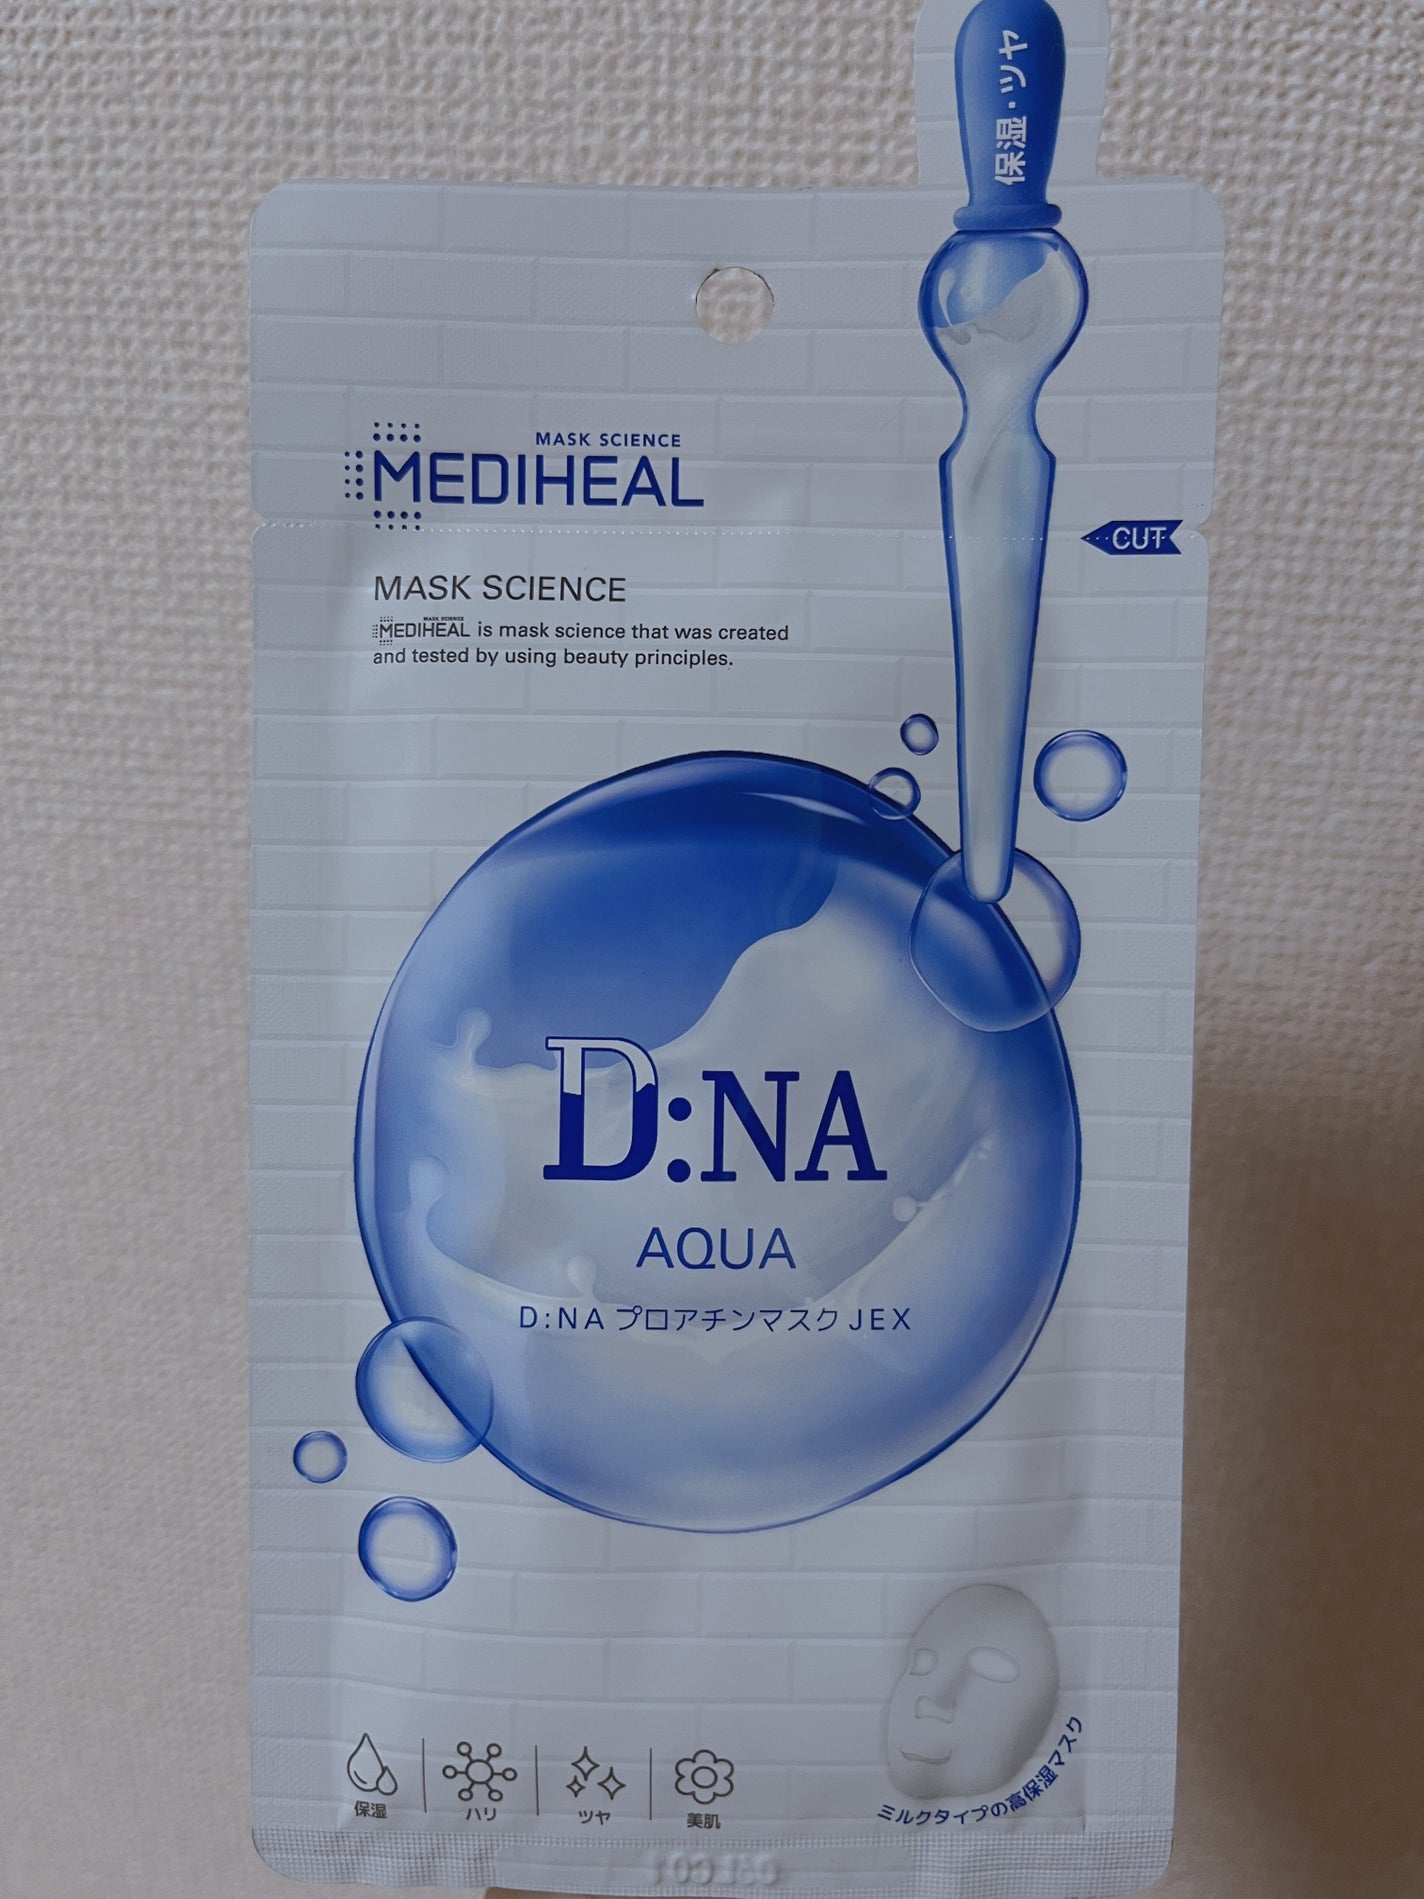 保湿・ツヤ
MASK SCIENCE
MEDIHEAL
CUT
MASK SCIENCE
MASK SCIENCE
MEDIHEAL is mask science that was created
and tested by using beauty principles.
D:NA
AQUA
D:NA プロアチンマスク JEX
保湿
ハリ
ツヤ
美肌
ミルクタイプの高保湿マスク